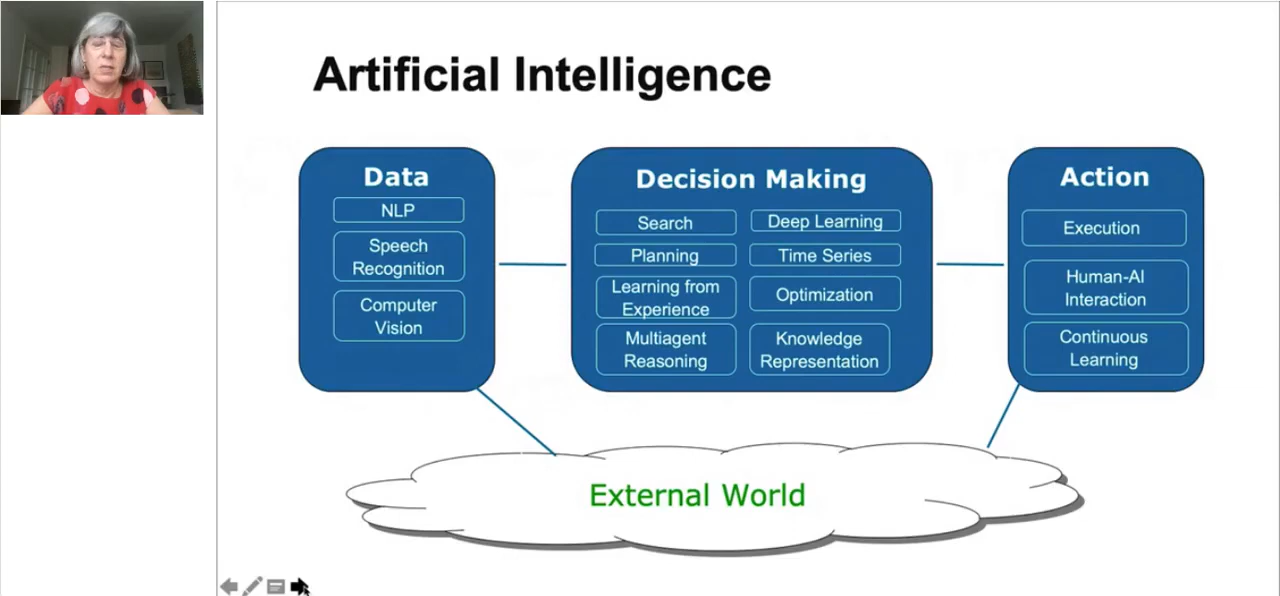 Artificial Intelligence
Data
NLP
Speech
Recognition
Computer
Vision
Decision Making
Search
Planning
Learning from
Experience
Multiagent
Reasoning
Deep Learning
Time Series
Optimization
Knowledge
Representation
Action
Execution
Human-AI
Interaction
Continuous
Learning
External World